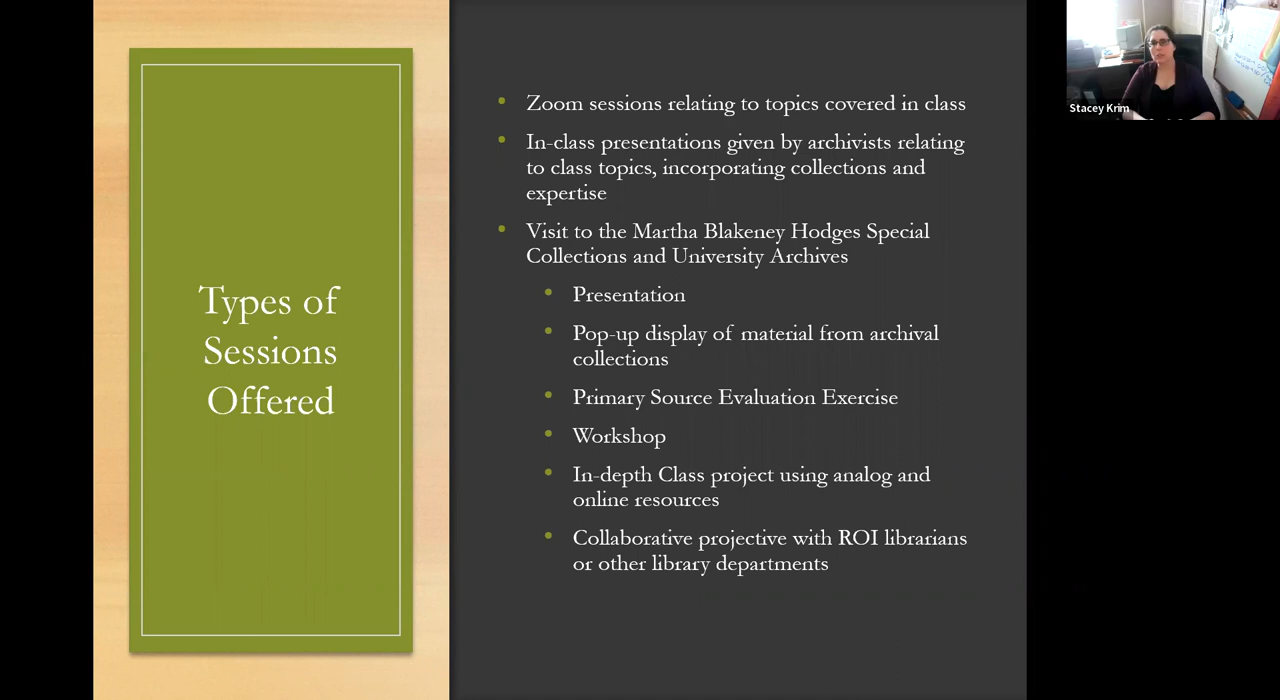 Types of
Sessions
Offered
Zoom sessions relating to topics covered in class
In-class presentations given by archivists relating
to class topics, incorporating collections and
expertise
Visit to the Martha Blakeney Hodges Special
Collections and University Archives
Presentation
Pop-up display of material from archival
collections
Primary Source Evaluation Exercise
Workshop
In-depth Class project using analog and
online resources
Collaborative projective with ROI librarians
or other library departments
Stacey Krim